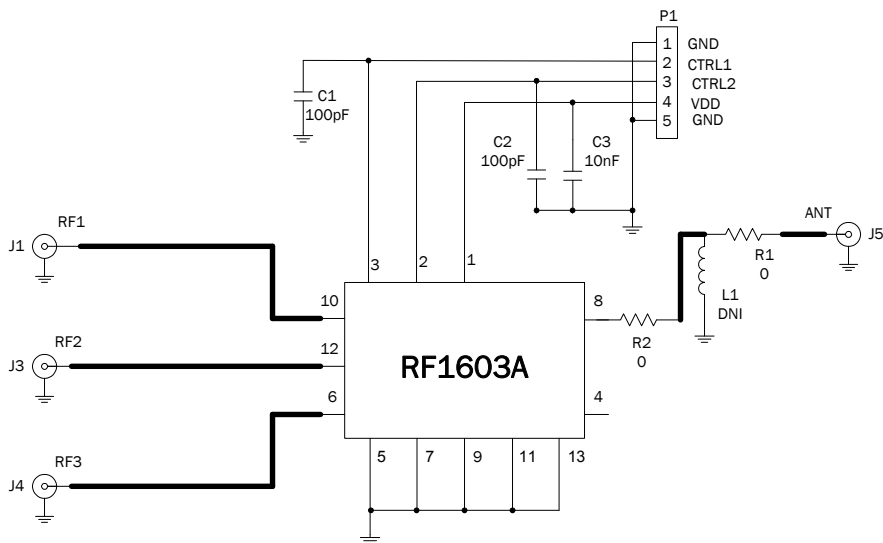 P1
1 GND
2 CTRL1
3 CTRL2
4 VDD
5 GND
C1
100pF
C2
100pF
C3
10nF
RF1
J1
ANT
J5
R1
0
L1
DNI
3
2
1
10
8
R2
0
RF2
J3
12
RF1603A
6
4
RF3
J4
5
7
9
11
13